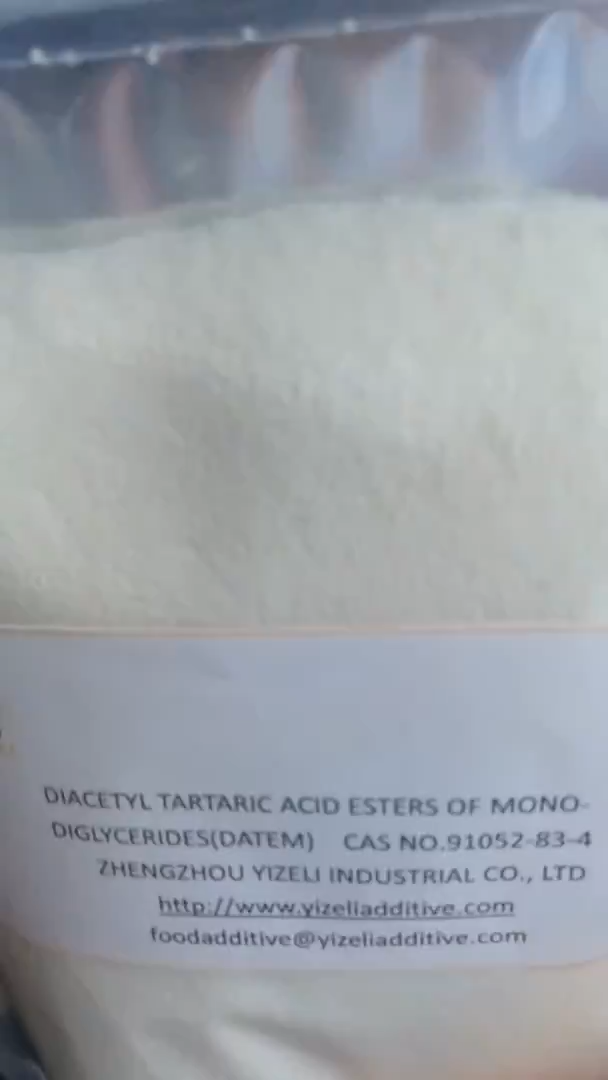 DIACETYL TARTARIC ACID ESTERS OF MONO-
DIGLYCERIDES(DATEM) CAS NO.91052-83-4
ZHENGZHOU YIZELI INDUSTRIAL CO., LTD
http://www.yizeliadditive.com
foodadditive@yizeliadditive.com